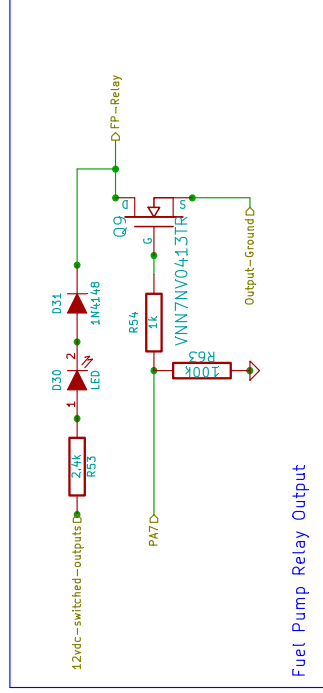 FP-Relay
D31
1N4148
D30
LED
2
1
2.4k
R53
12vdc-switched-outputs
D
S
G
Q9
VNN7NV0413TR
R54
1k
R63
100k
Output-Ground
PA7
Fuel Pump Relay Output